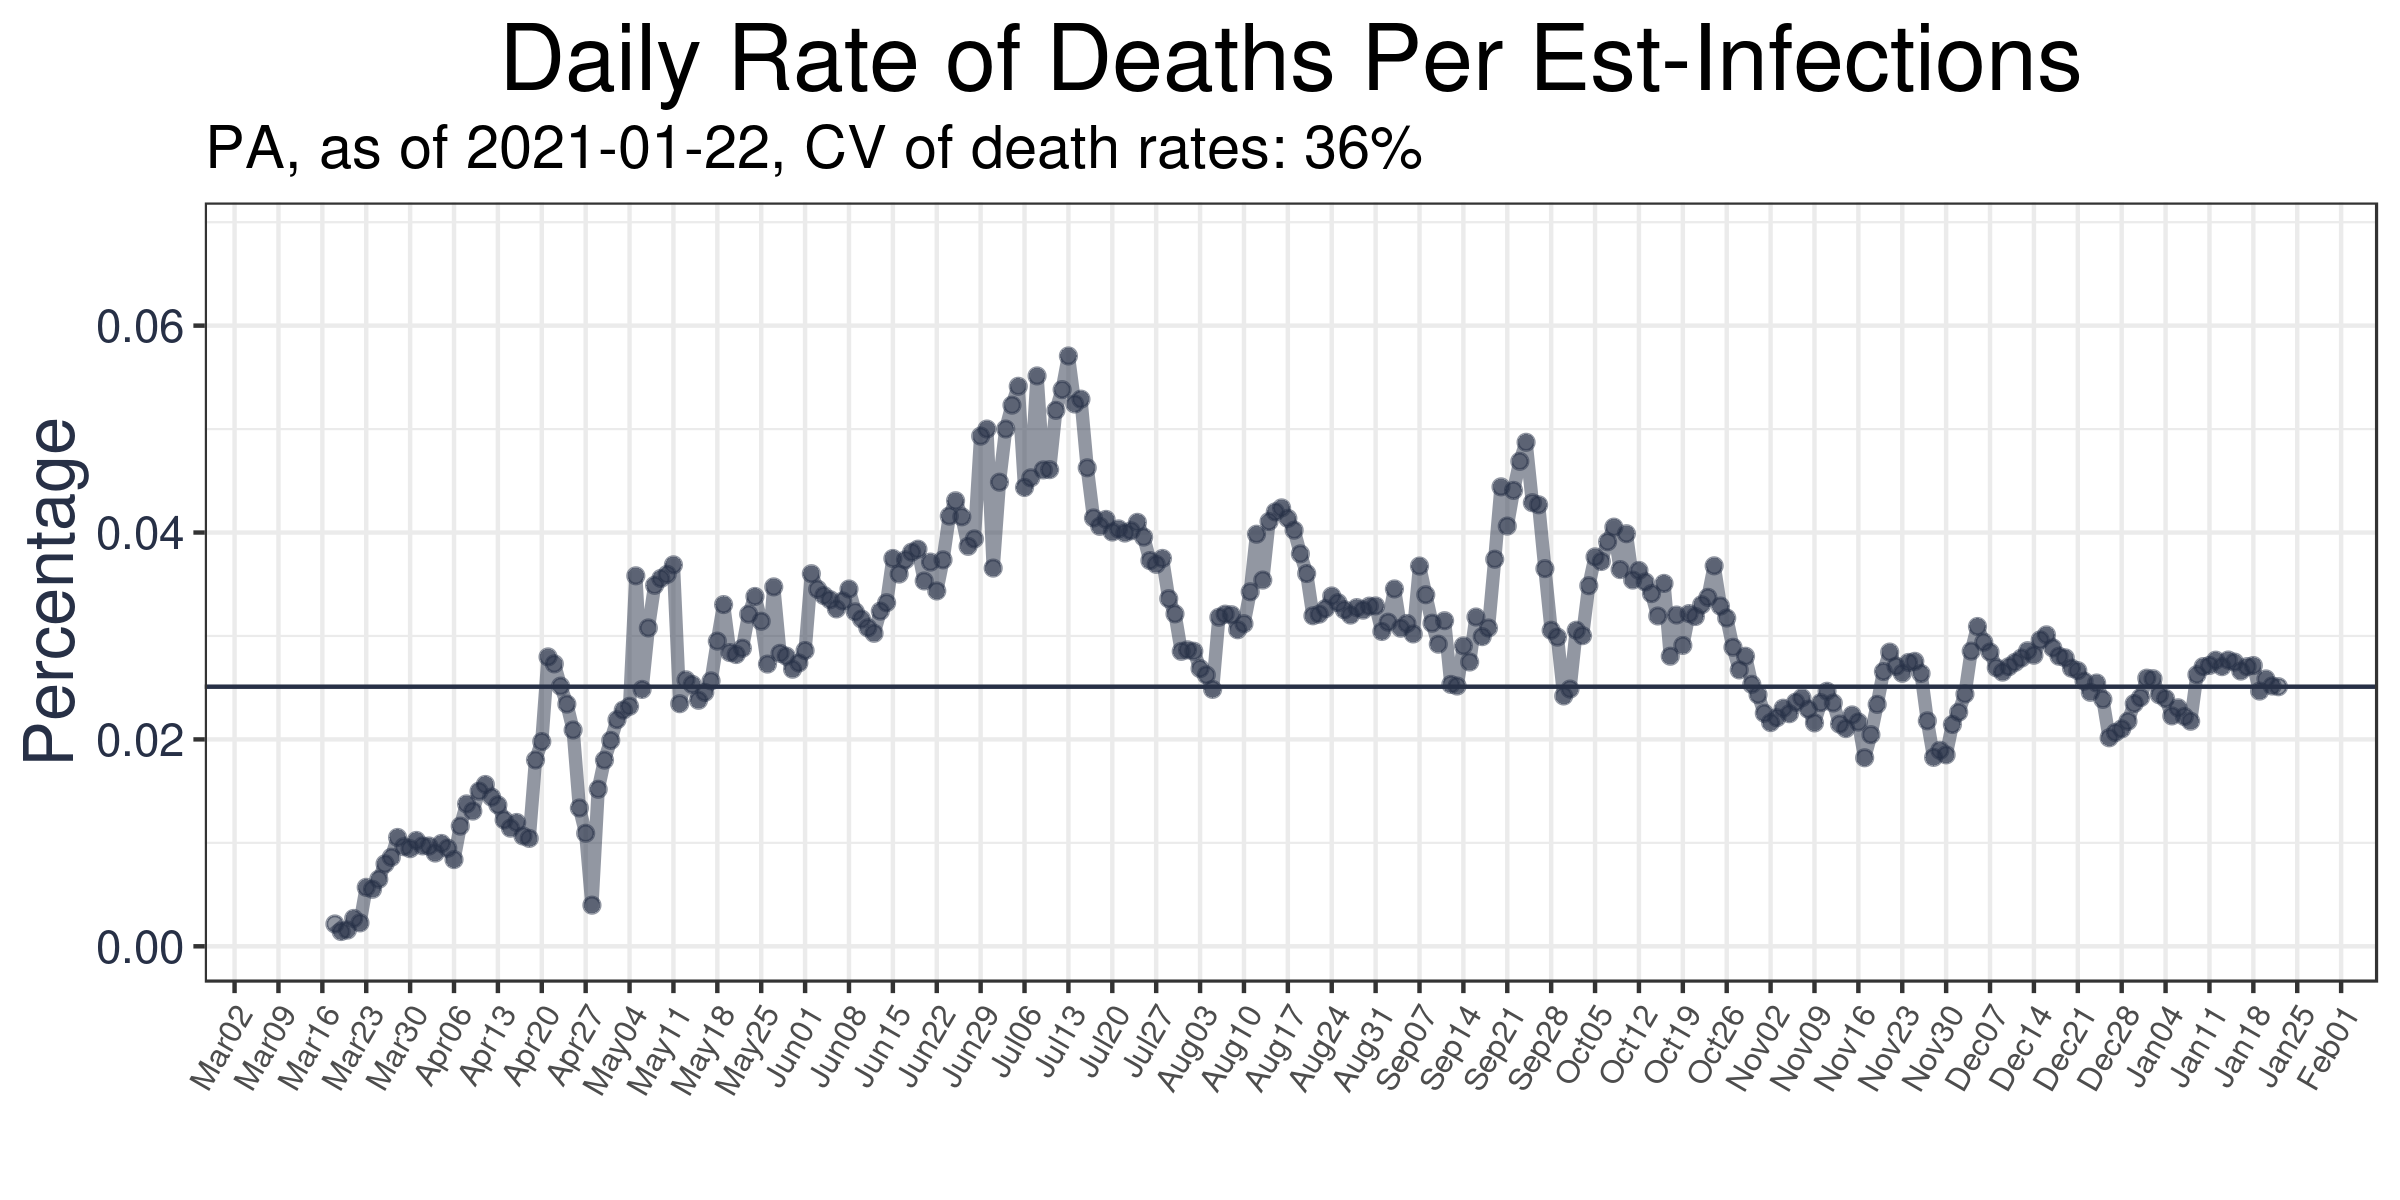 Daily Rate of Deaths Per Est-Infections
PA, as of 2021-01-22, CV of death rates: 36%
Percentage
0.06
0.04
0.02
0.00
Mar02
Mar09
Mar16
Mar23
Mar30
Apr06
Apr13
Apr20
Apr27
May04
May11
May18
May25
Jun01
Jun08
Jun15
Jun22
Jun29
Jul06
Jul13
Jul20
Jul27
Aug03
Aug10
Aug17
Aug24
Aug31
Sep07
Sep14
Sep21
Sep28
Oct05
Oct12
Oct19
Oct26
Nov02
Nov09
Nov16
Nov23
Nov30
Dec07
Dec14
Dec21
Dec28
Jan04
Jan11
Jan18
Jan25
Feb01